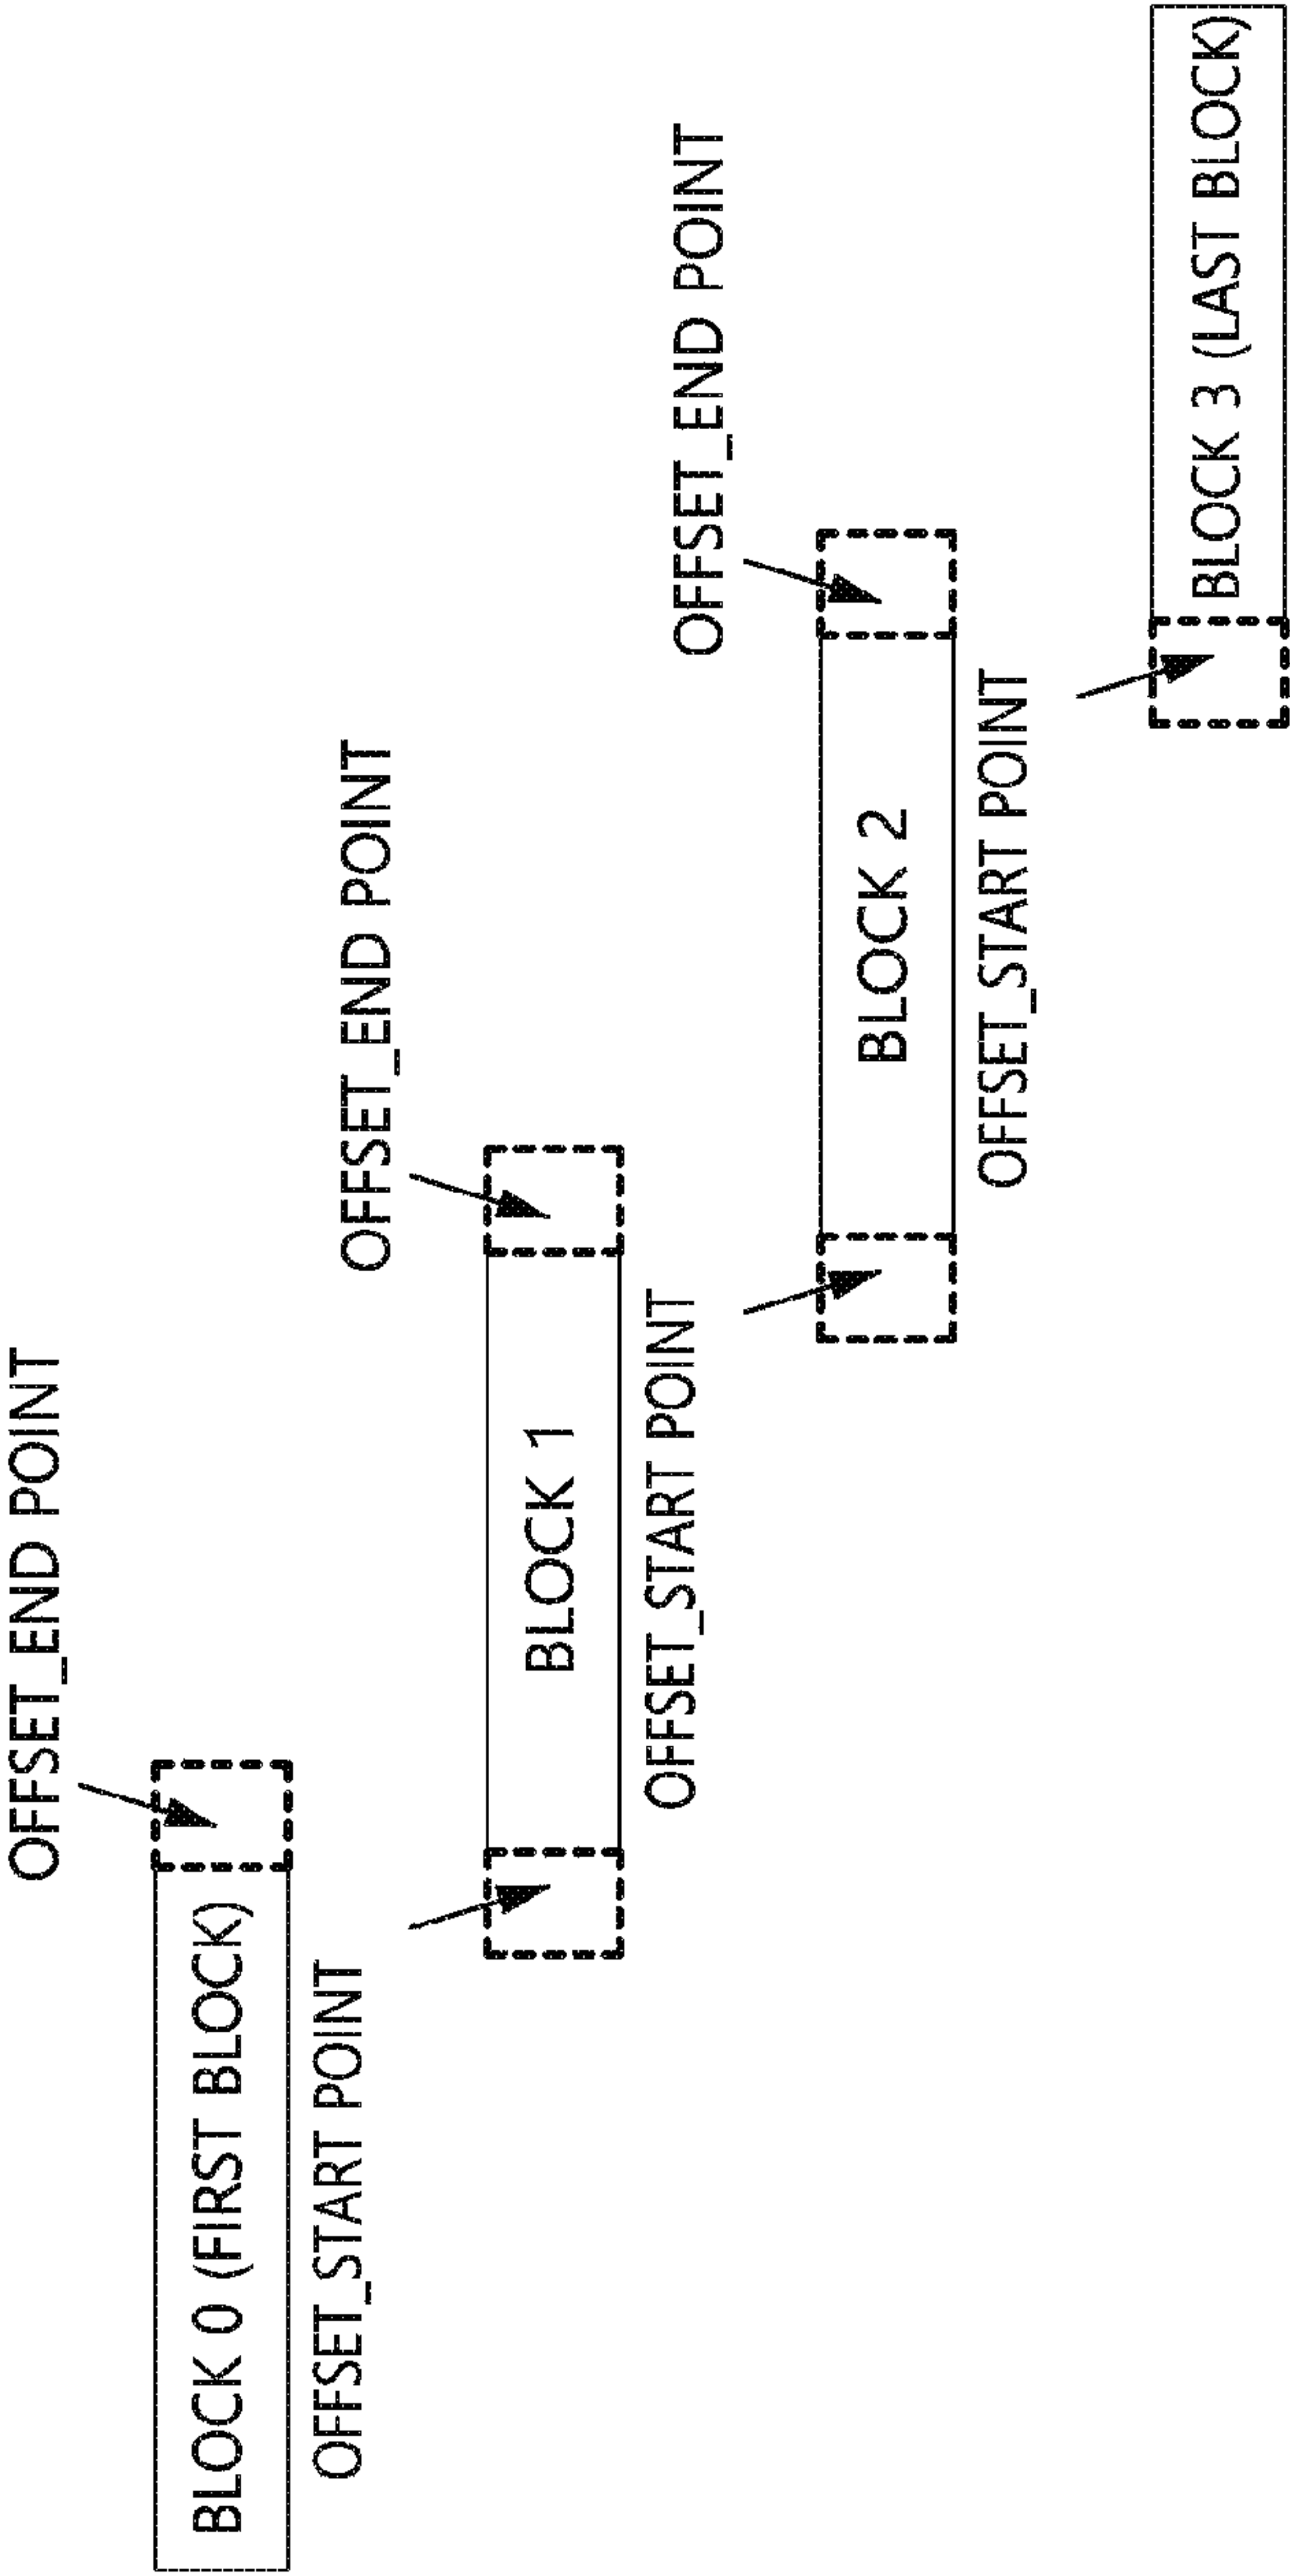 OFFSET_END POINT
BLOCK 0 (FIRST BLOCK)
OFFSET_START POINT
OFFSET_END POINT
BLOCK 1
OFFSET_START POINT
OFFSET_END POINT
BLOCK 2
OFFSET_START POINT
BLOCK 3 (LAST BLOCK)